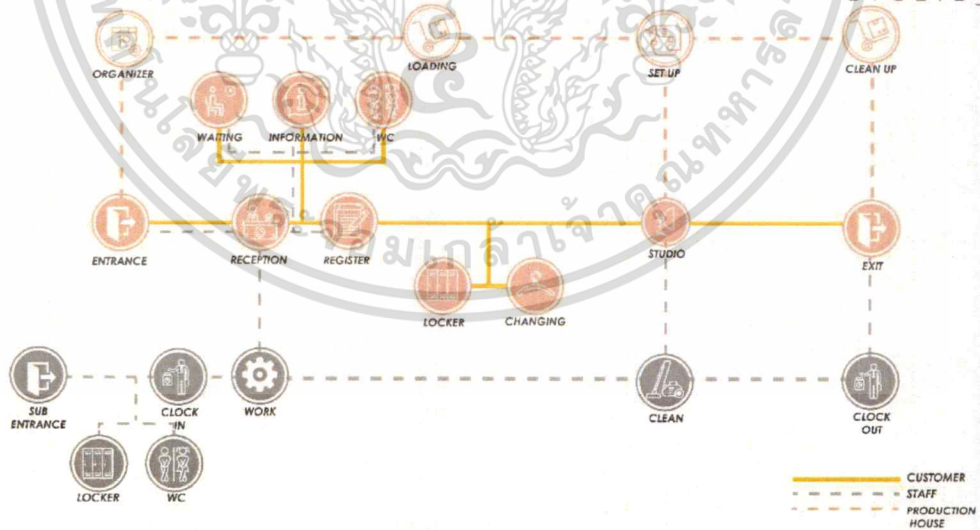 ORGANIZER
LOADING
SET UP
CLEAN UP
WAITING
INFORMATION
WC
ENTRANCE
RECEPTION
REGISTER
STUDIO
EXIT
LOCKER
CHANGING
SUB
ENTRANCE
CLOCK
IN
WORK
CLEAN
CLOCK
OUT
LOCKER
WC
CUSTOMER
STAFF
PRODUCTION
HOUSE